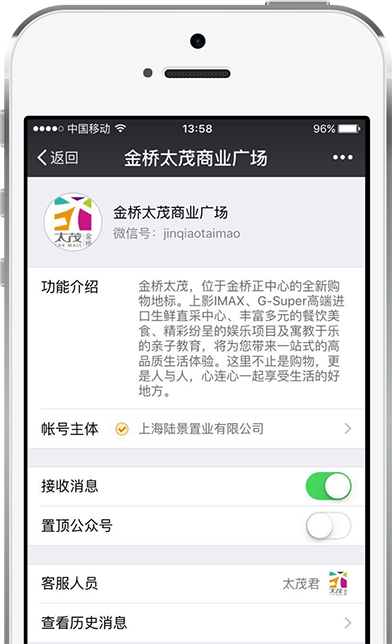 中国移动 13:58 96%
返回 金桥太茂商业广场
金桥太茂商业广场
微信号：jinqiaotaimao
太茂 金桥
THE MALL
功能介绍 金桥太茂，位于金桥正中心的全新购
物地标。上影IMAX、G-Super高端进
口生鲜直采中心、丰富多元的餐饮美
食、精彩纷呈的娱乐项目及寓教于乐
的亲子教育，将为您带来一站式的高
品质生活体验。这里不止是购物，更
是人与人，心连心一起享受生活的好
地方。
帐号主体 上海陆景置业有限公司
接收消息
置顶公众号
客服人员 太茂君 太茂
查看历史消息